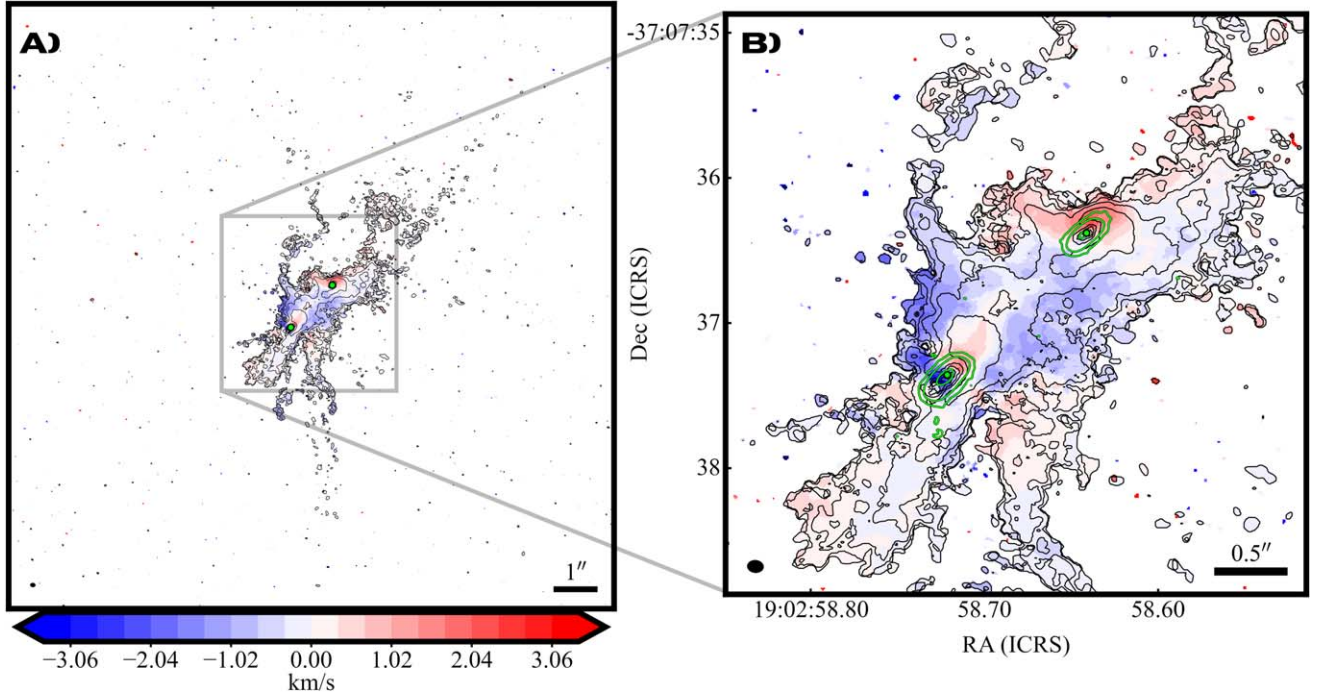 A)
1″
−3.06 −2.04 −1.02 0.00 1.02 2.04 3.06
km/s
B)
-37:07:35
36
37
38
Dec (ICRS)
0.5″
19:02:58.80 58.70 58.60
RA (ICRS)